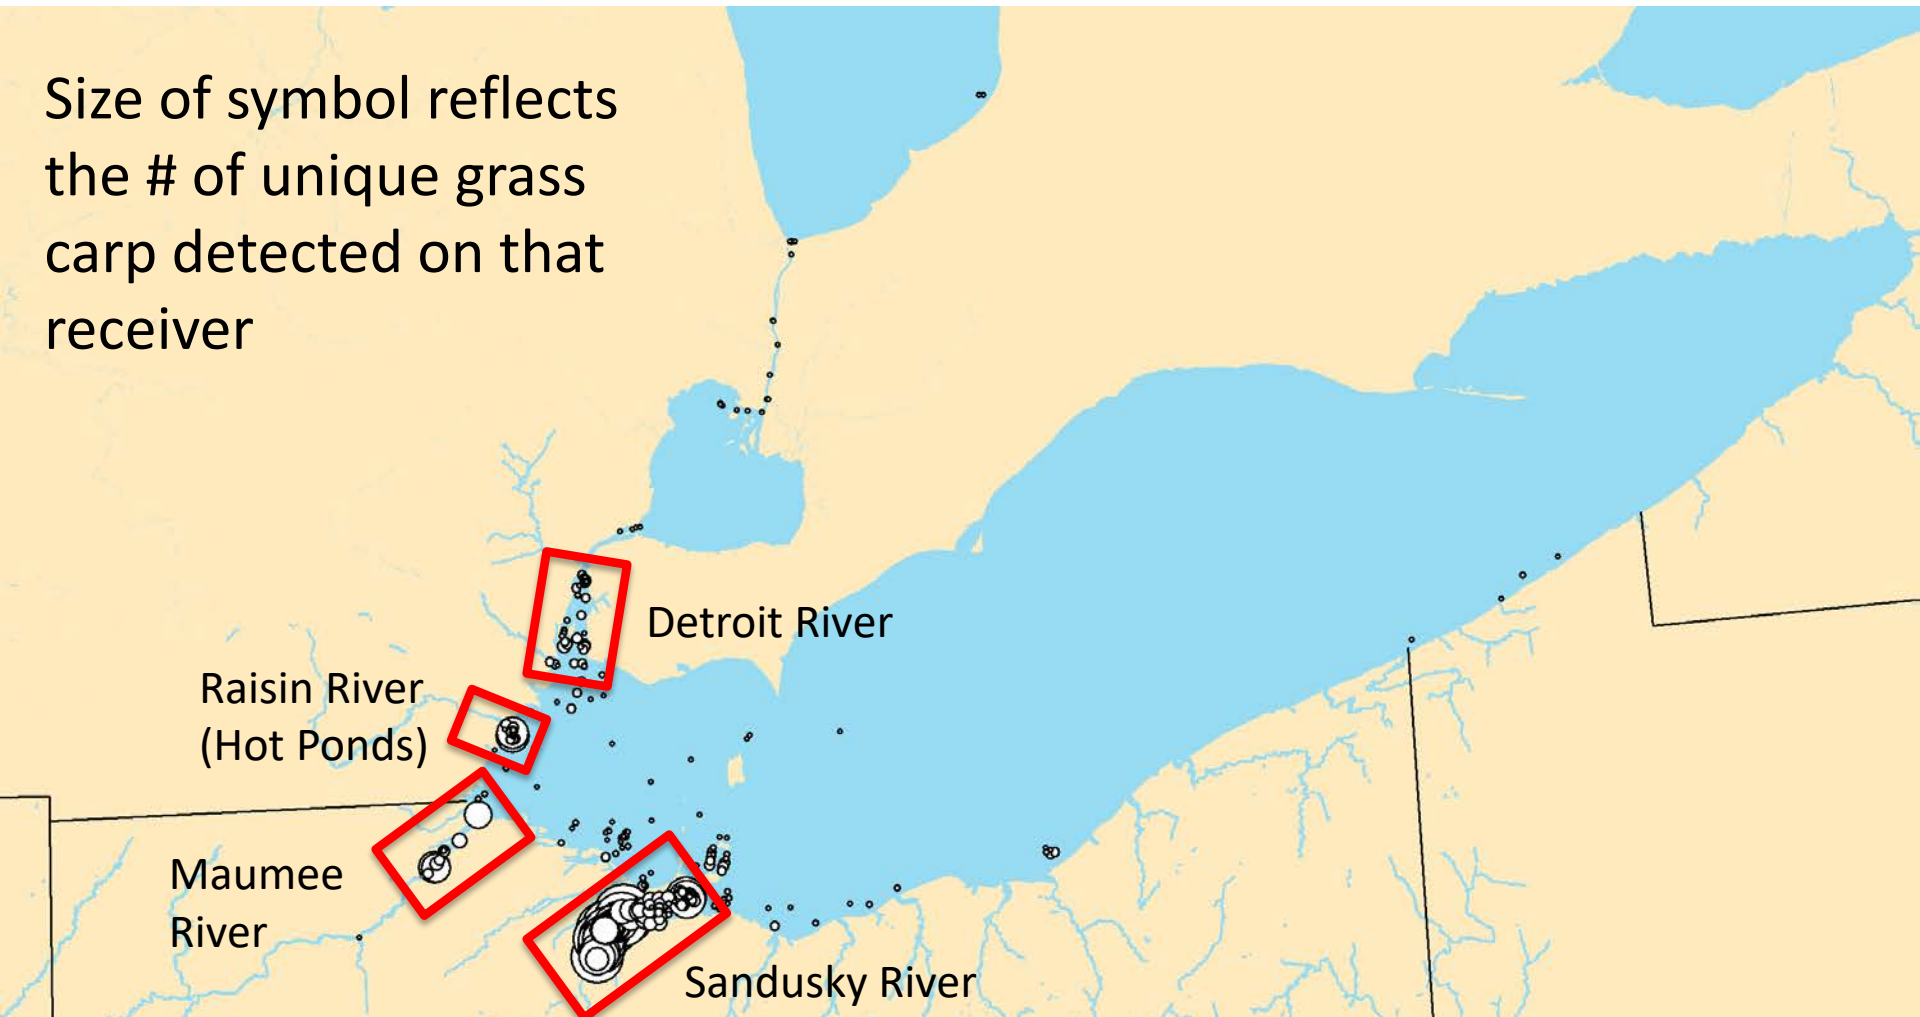 Size of symbol reflects
the # of unique grass
carp detected on that
receiver
Detroit River
Raisin River
(Hot Ponds)
Maumee
River
Sandusky River